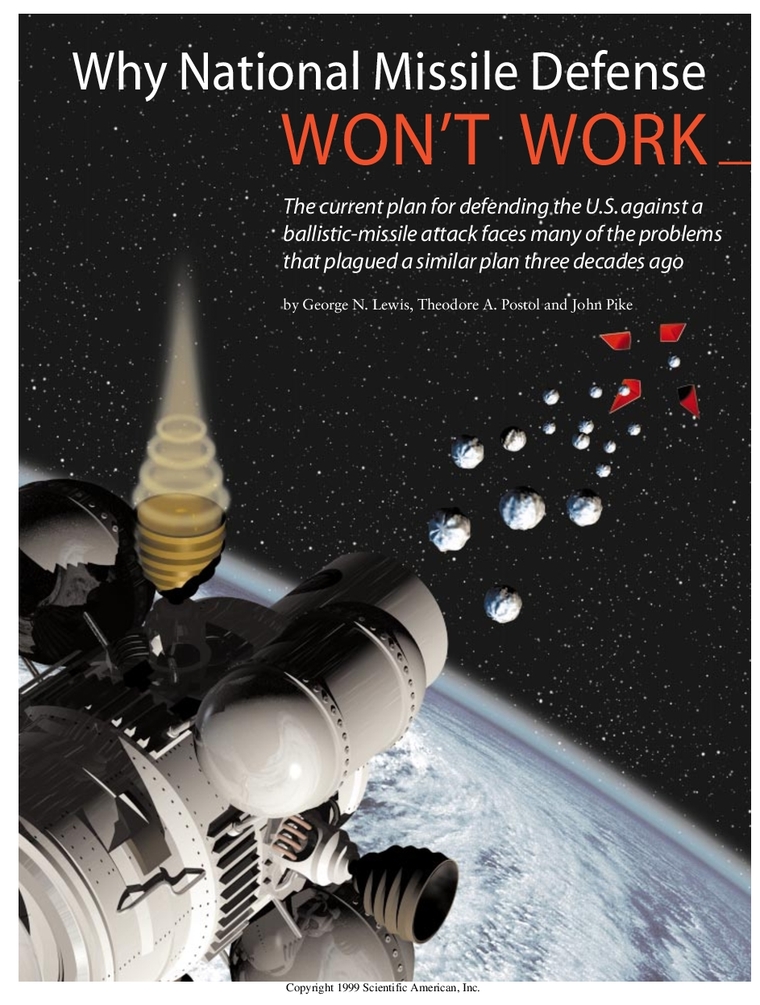 Why National Missile Defense
WON'T WORK
The current plan for defending the U.S. against a
ballistic-missile attack faces many of the problems
that plagued a similar plan three decades ago
by George N. Lewis, Theodore A. Postol and John Pike
Copyright 1999 Scientific American, Inc.